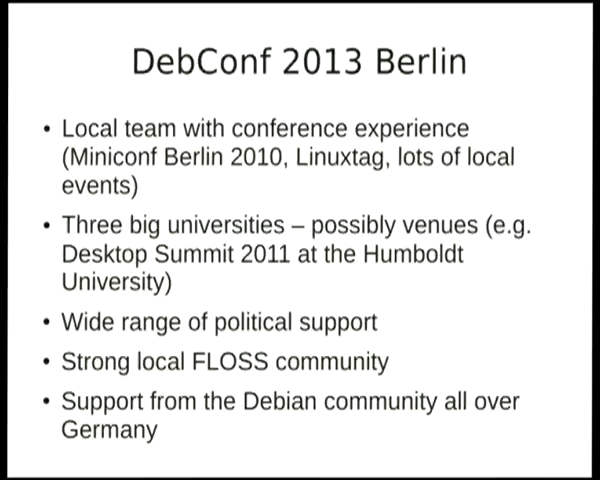 DebConf 2013 Berlin
• Local team with conference experience
(Miniconf Berlin 2010, Linuxtag, lots of local
events)
• Three big universities – possibly venues (e.g.
Desktop Summit 2011 at the Humboldt
University)
• Wide range of political support
• Strong local FLOSS community
• Support from the Debian community all over
Germany